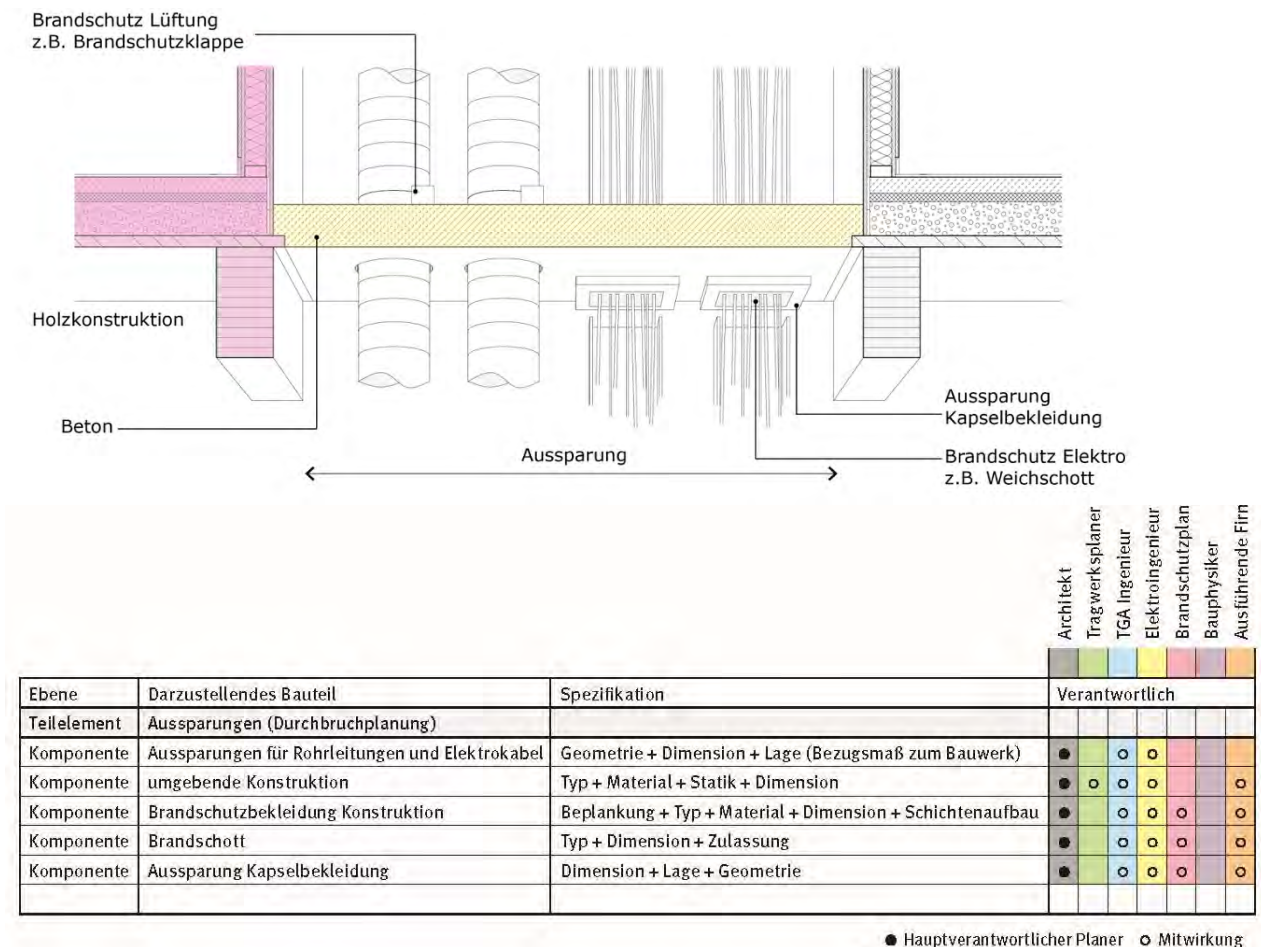 Brandschutz Lüftung
z.B. Brandschutzklappe
Holzkonstruktion
Beton
Aussparung
Aussparung
Kapselbekleidung
Brandschutz Elektro
z.B. Weichschott
Architekt
Tragwerksplaner
TGA Ingenieur
Elektroingenieur
Brandschutzplan
Bauphysiker
Ausführende Firn
Ebene Darzustellendes Bauteil Spezifikation Verantwortlich
Teilelement Aussparungen (Durchbruchplanung)
Komponente Aussparungen für Rohrleitungen und Elektrokabel Geometrie + Dimension + Lage (Bezugsmaß zum Bauwerk) ● o o
Komponente umgebende Konstruktion Typ + Material + Statik + Dimension ● o o o o
Komponente Brandschutzbekleidung Konstruktion Beplankung + Typ + Material + Dimension + Schichtenaufbau ● o o o o
Komponente Brandschott Typ + Dimension + Zulassung ● o o o o
Komponente Aussparung Kapselbekleidung Dimension + Lage + Geometrie ● o o o o
● Hauptverantwortlicher Planer o Mitwirkung